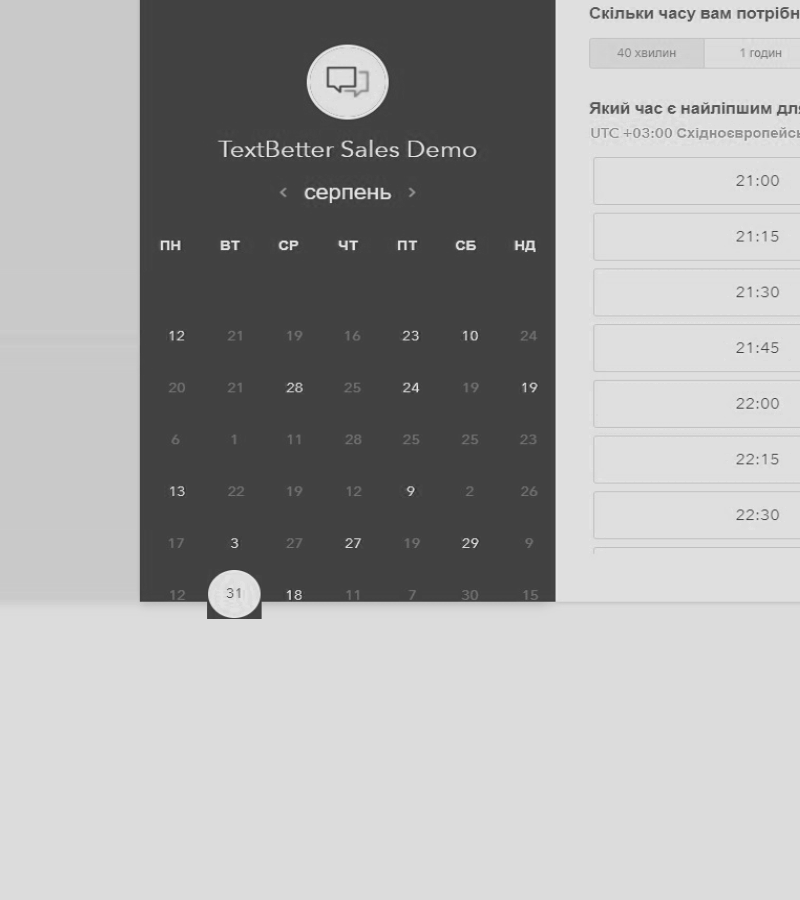 TextBetter Sales Demo
< серпень >
ПН ВТ СР ЧТ ПТ СБ НД
12 21 19 16 23 10 24
20 21 28 25 24 19 19
6 1 11 28 25 25 23
13 22 19 12 9 2 26
17 3 27 27 19 29 9
12 31 18 11 7 30 15
Скільки часу вам потрібн
40 хвилин 1 годин
Який час є найліпшим дл
UTC +03:00 Східноєвропейс
21:00
21:15
21:30
21:45
22:00
22:15
22:30